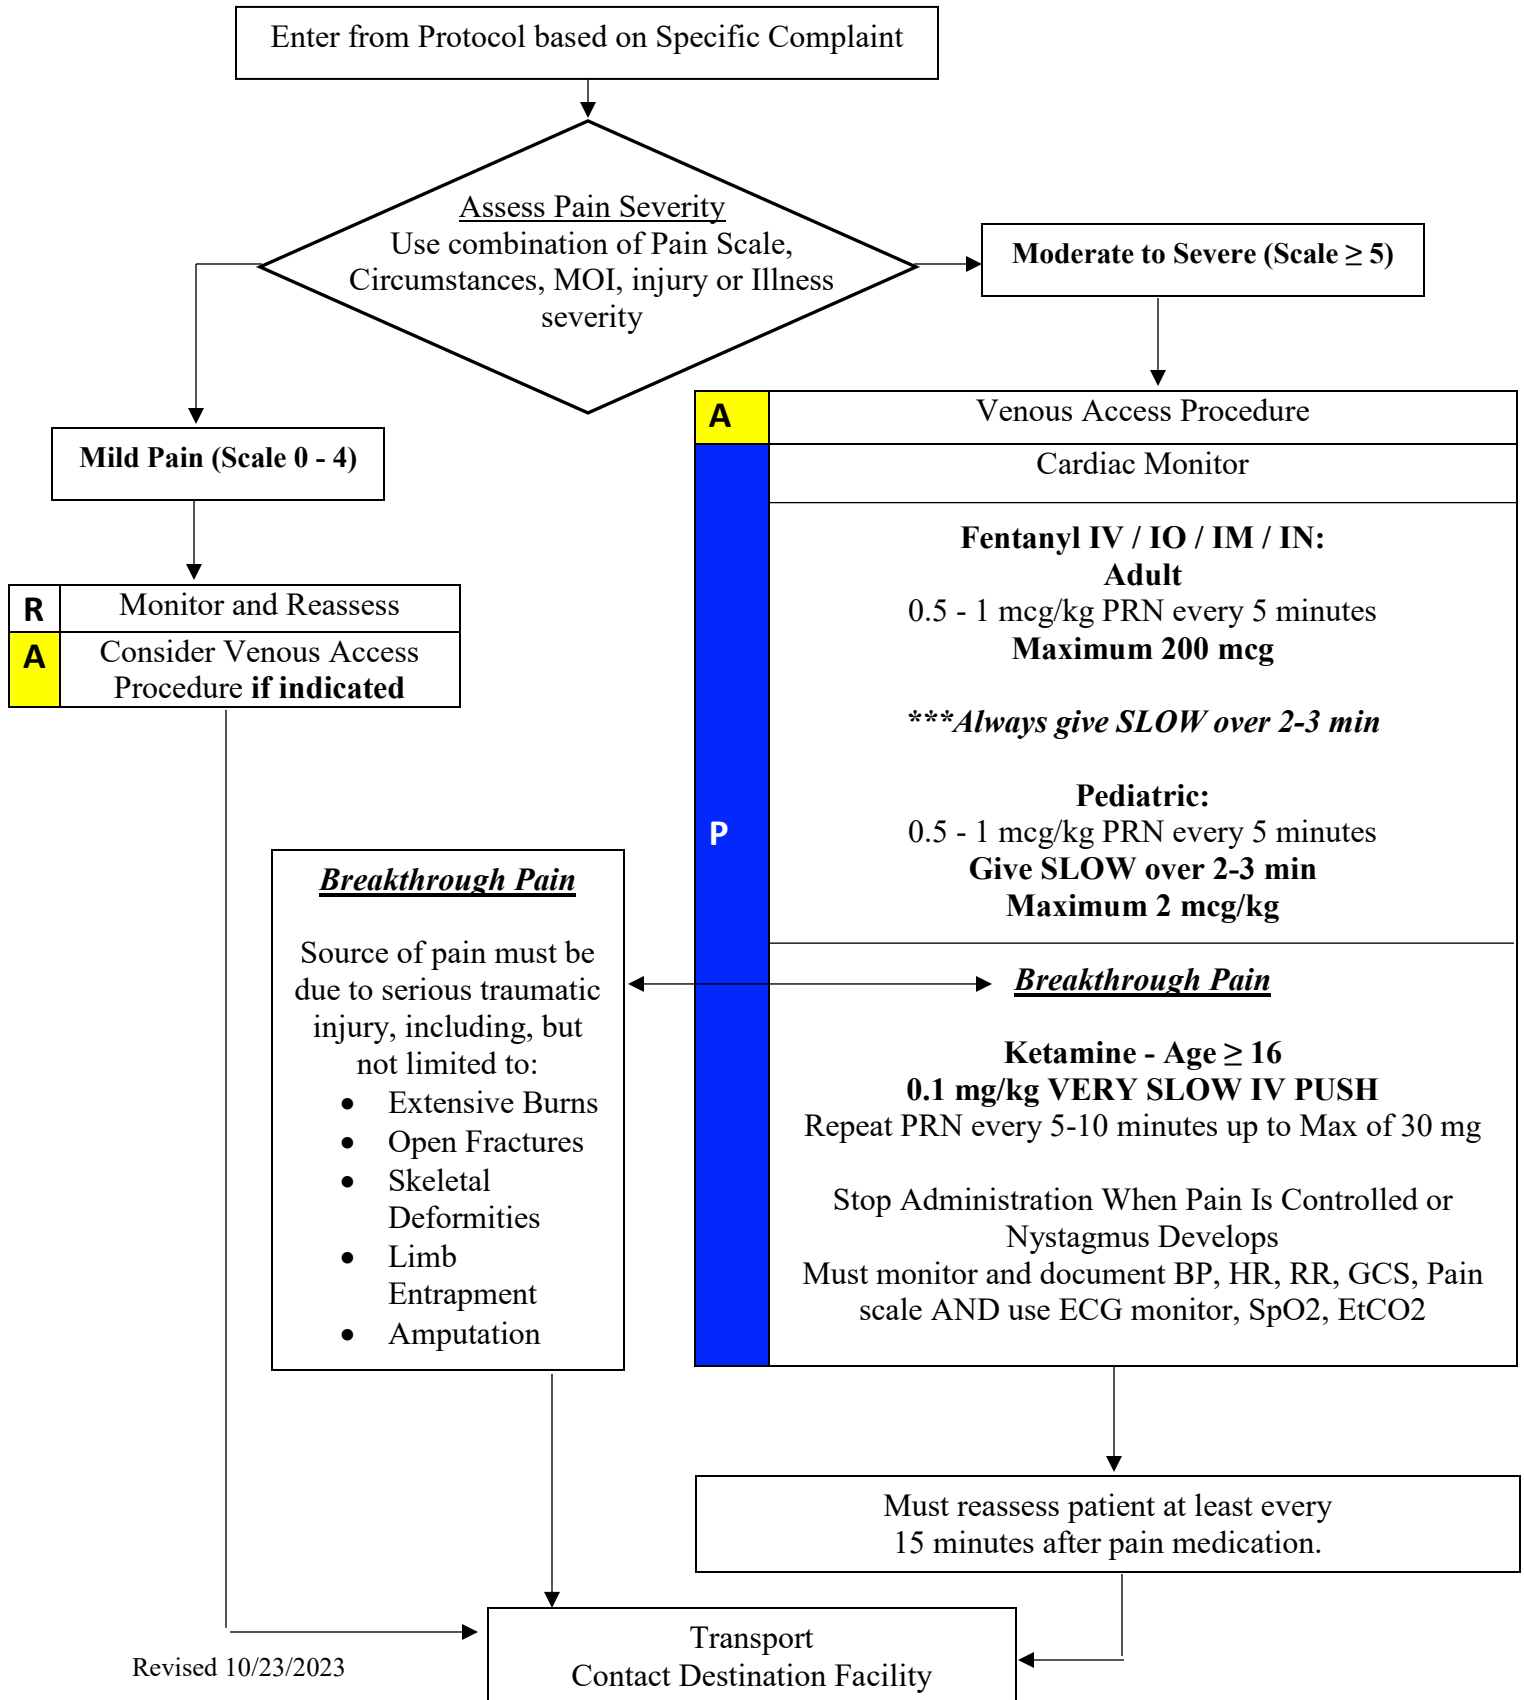 Enter from Protocol based on Specific Complaint
Assess Pain Severity
Use combination of Pain Scale,
Circumstances, MOI, injury or Illness
severity
Moderate to Severe (Scale ≥ 5)
Mild Pain (Scale 0 - 4)
R
Monitor and Reassess
A
Consider Venous Access
Procedure if indicated
A
Venous Access Procedure
P
Cardiac Monitor
Fentanyl IV / IO / IM / IN:
Adult
0.5 - 1 mcg/kg PRN every 5 minutes
Maximum 200 mcg
***Always give SLOW over 2-3 min
Pediatric:
0.5 - 1 mcg/kg PRN every 5 minutes
Give SLOW over 2-3 min
Maximum 2 mcg/kg
Breakthrough Pain
Ketamine - Age ≥ 16
0.1 mg/kg VERY SLOW IV PUSH
Repeat PRN every 5-10 minutes up to Max of 30 mg
Stop Administration When Pain Is Controlled or
Nystagmus Develops
Must monitor and document BP, HR, RR, GCS, Pain
scale AND use ECG monitor, SpO2, EtCO2
Breakthrough Pain
Source of pain must be
due to serious traumatic
injury, including, but
not limited to:
• Extensive Burns
• Open Fractures
• Skeletal
Deformities
• Limb
Entrapment
• Amputation
Must reassess patient at least every
15 minutes after pain medication.
Transport
Contact Destination Facility
Revised 10/23/2023